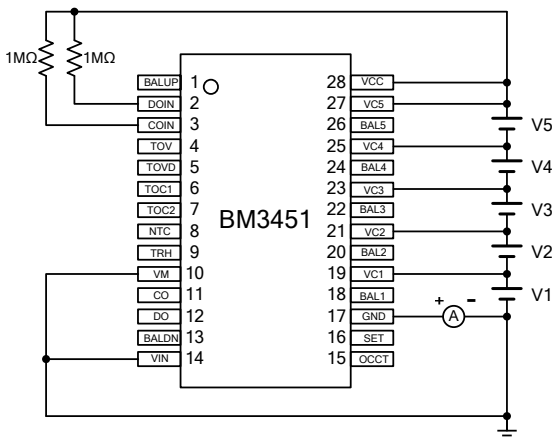 1MΩ 1MΩ
BALUP 1 28 VCC
DOIN 2 27 VC5
COIN 3 26 BAL5 V5
TOV 4 25 VC4
TOVD 5 24 BAL4 V4
TOC1 6 23 VC3
TOC2 7 22 BAL3 V3
BM3451
NTC 8 21 VC2
TRH 9 20 BAL2 V2
VM 10 19 VC1
CO 11 18 BAL1 V1
DO 12 17 GND + A -
BALDN 13 16 SET
VIN 14 15 OCCT